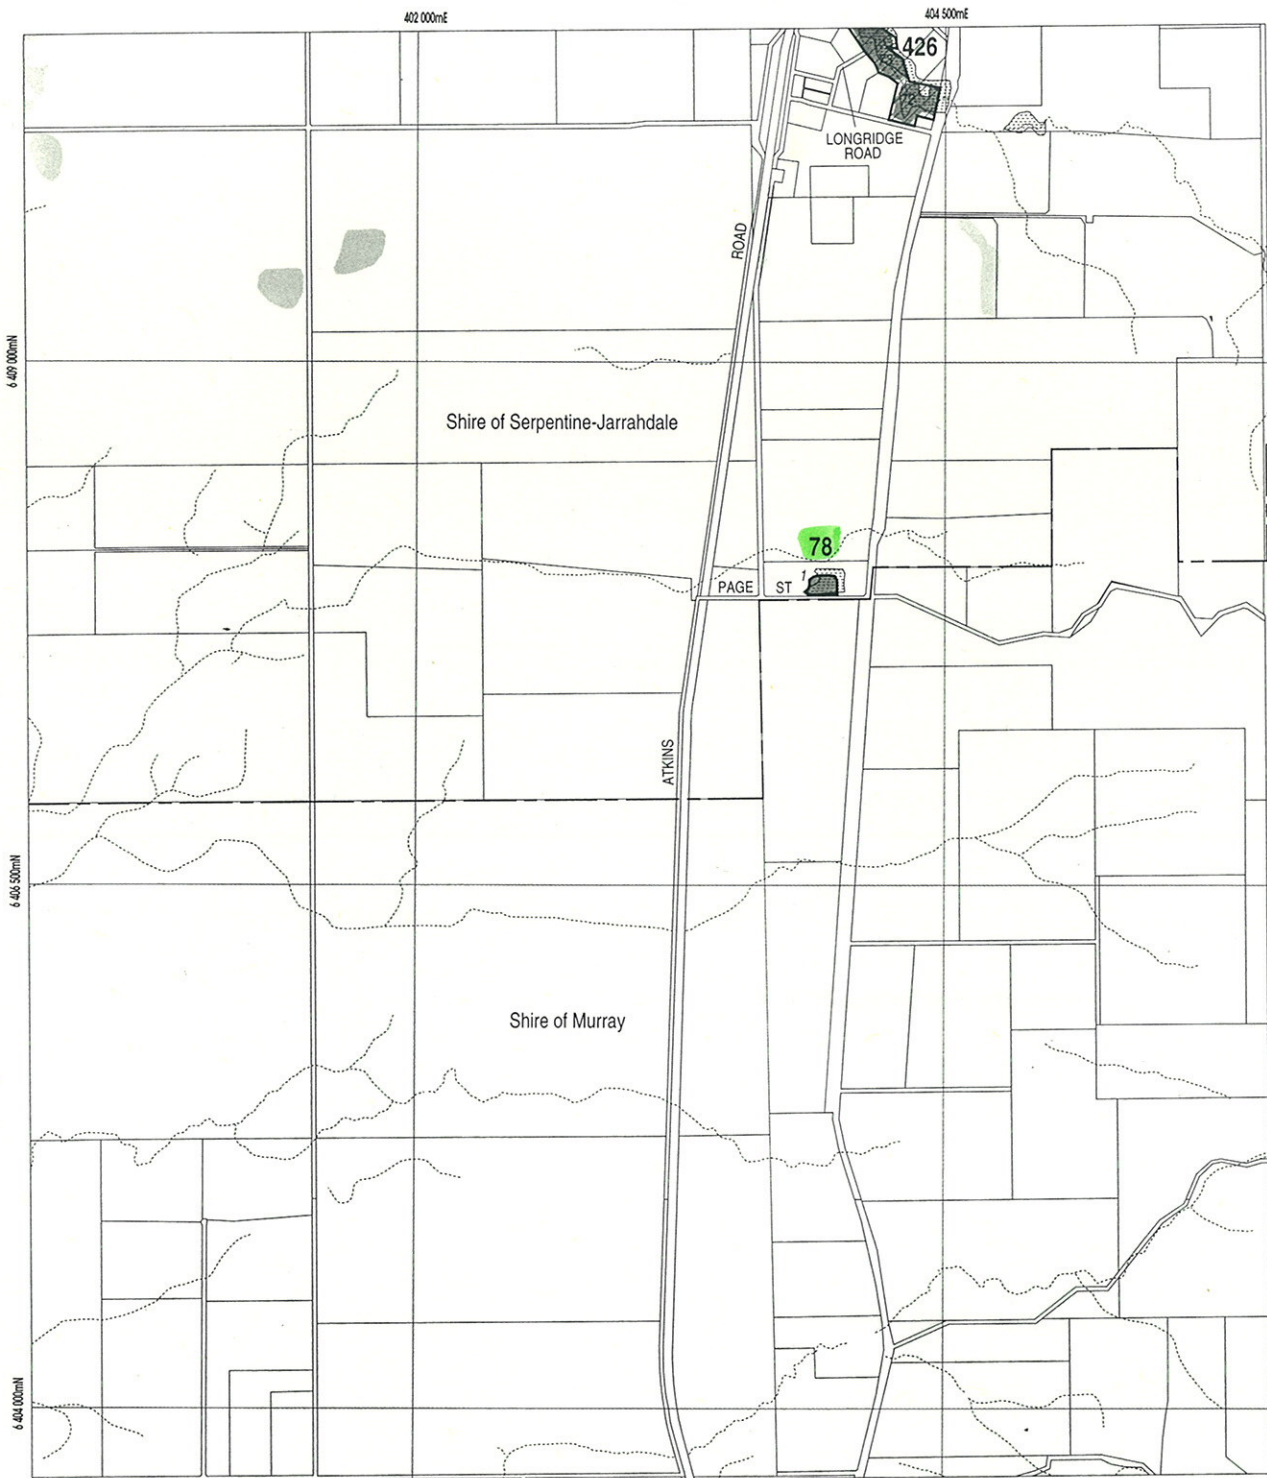 402 000mE
404 500mE
426
LONGRIDGE
ROAD
ROAD
6 409 000mN
Shire of Serpentine-Jarrahdale
78
1
PAGE ST
ATKINS
6 406 500mN
Shire of Murray
6 404 000mN